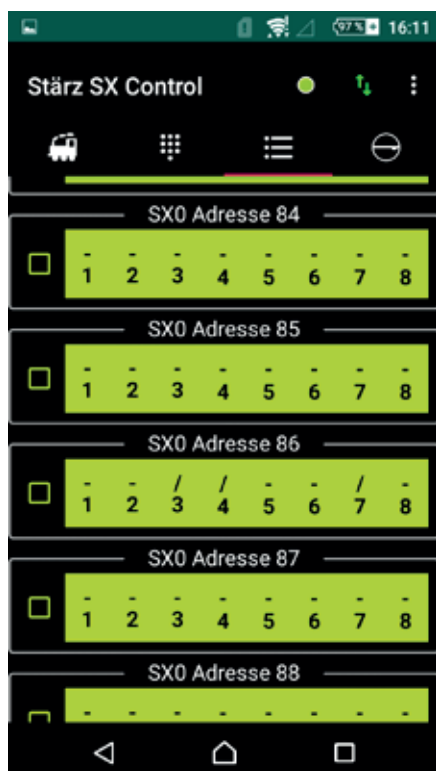 97 % 16:11
Stärz SX Control
SX0 Adresse 84
- - - - - - - -
1 2 3 4 5 6 7 8
SX0 Adresse 85
- - - - - - - -
1 2 3 4 5 6 7 8
SX0 Adresse 86
- - / / - - / -
1 2 3 4 5 6 7 8
SX0 Adresse 87
- - - - - - - -
1 2 3 4 5 6 7 8
SX0 Adresse 88
- - - - - - - -